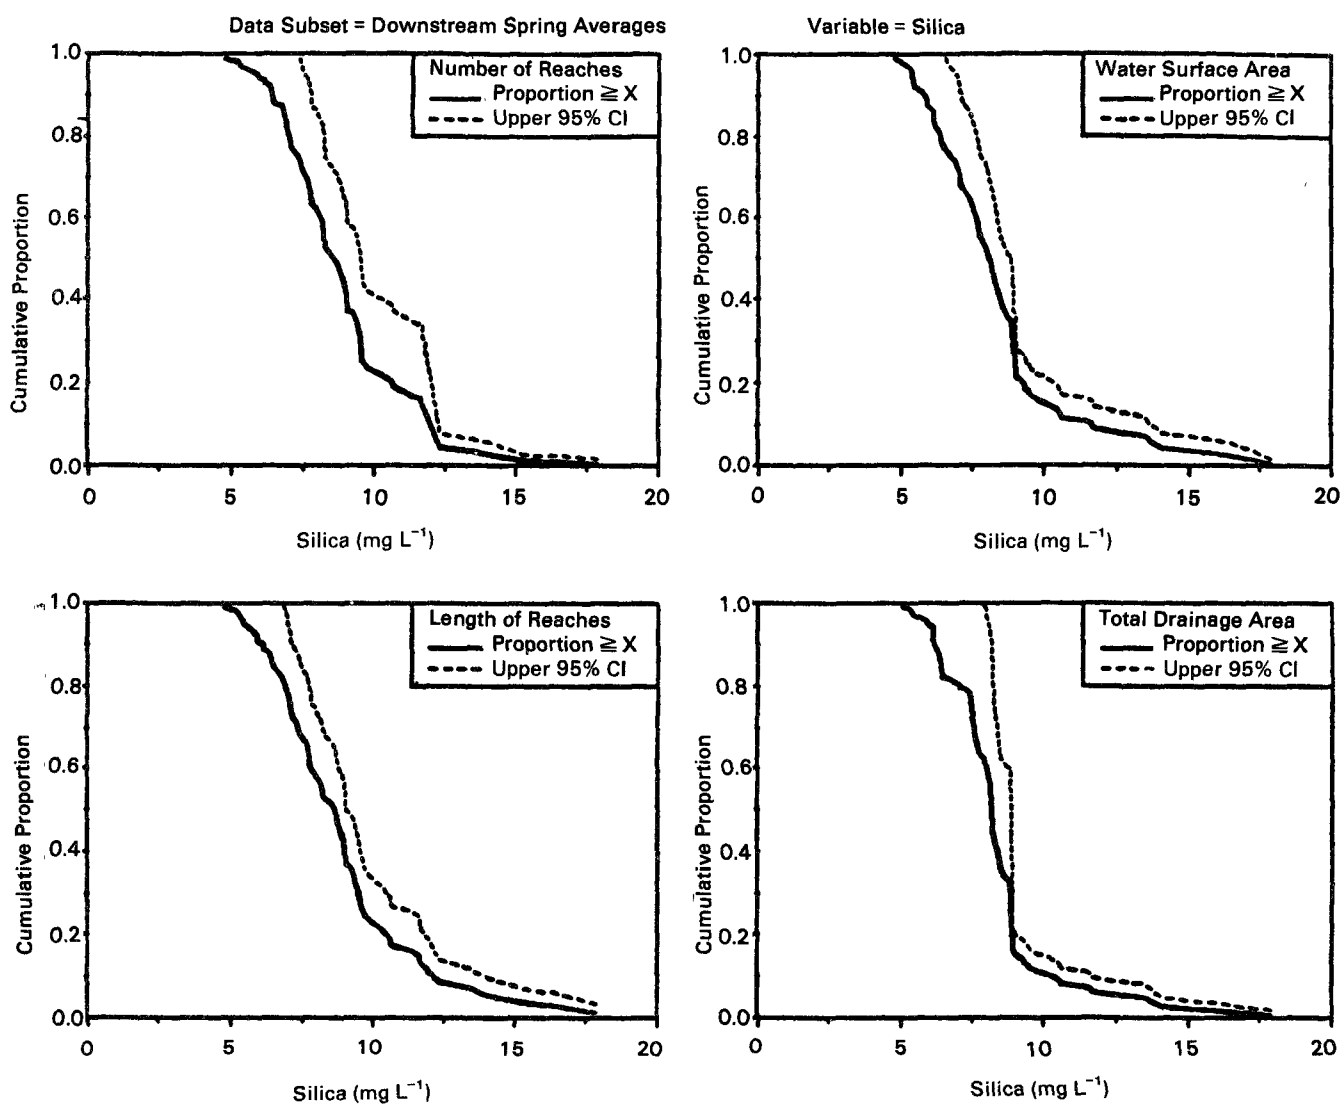 Data Subset = Downstream Spring Averages Variable = Silica
Number of Reaches
Proportion ≧ X
Upper 95% CI
1.0
0.8
0.6
0.4
0.2
0.0
Cumulative Proportion
0 5 10 15 20
Silica (mg L⁻¹)
Water Surface Area
Proportion ≧ X
Upper 95% CI
1.0
0.8
0.6
0.4
0.2
0.0
Cumulative Proportion
0 5 10 15 20
Silica (mg L⁻¹)
Length of Reaches
Proportion ≧ X
Upper 95% CI
1.0
0.8
0.6
0.4
0.2
0.0
Cumulative Proportion
0 5 10 15 20
Silica (mg L⁻¹)
Total Drainage Area
Proportion ≧ X
Upper 95% CI
1.0
0.8
0.6
0.4
0.2
0.0
Cumulative Proportion
0 5 10 15 20
Silica (mg L⁻¹)